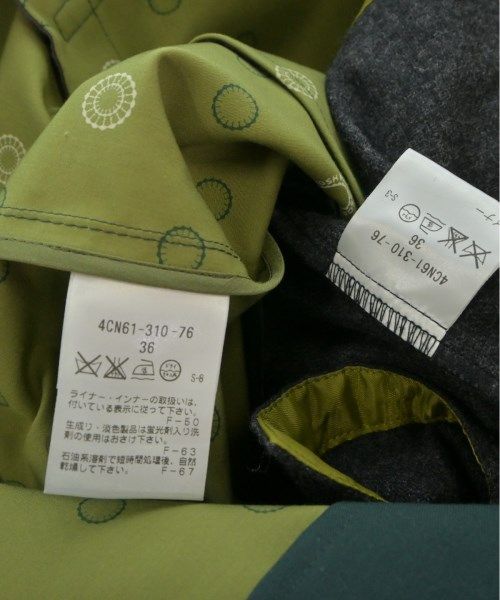 4CN61-310-76
36
S-6
ライナー・インナーの取扱いは、
付いている表示に従って下さい。
F-50
生成り・淡色製品は蛍光剤入り洗
剤の使用はおさけ下さい。
F-63
石油系溶剤で短時間処理後、自然
乾燥して下さい。
F-67
4CN61-310-76
36
S-3